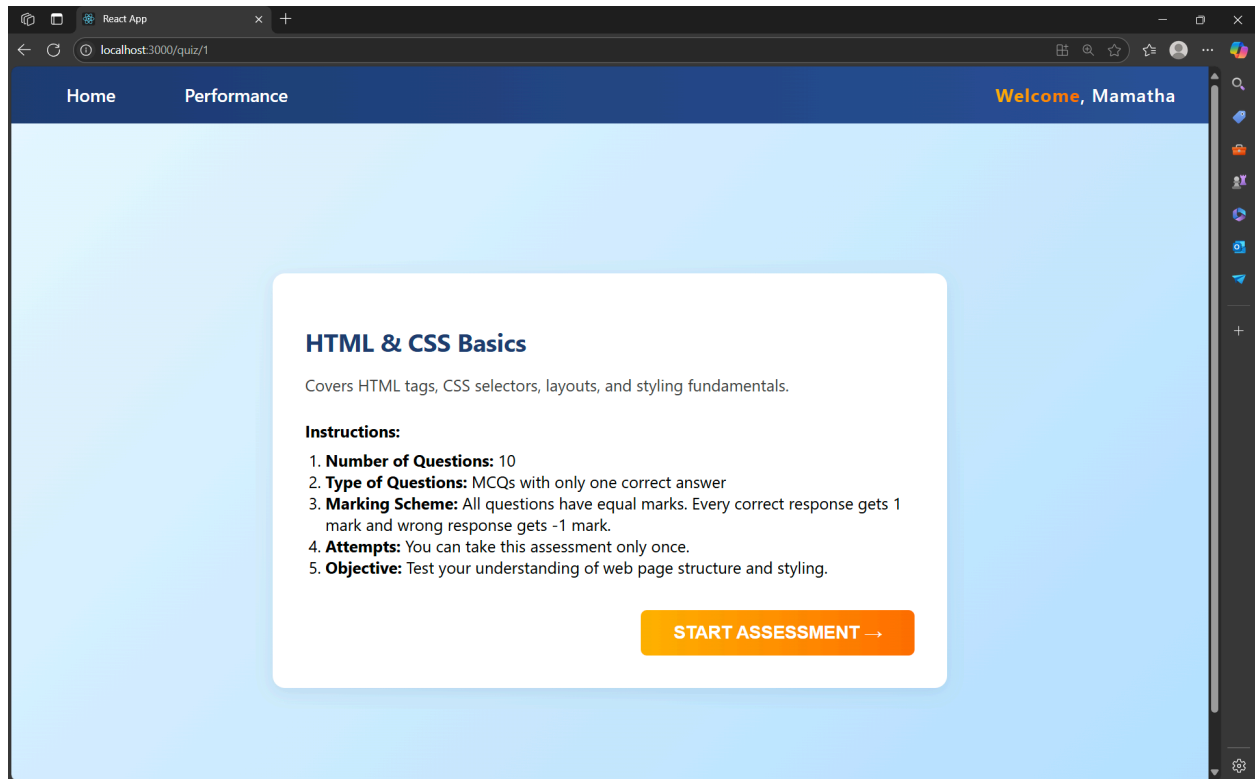 React App
localhost:3000/quiz/1
Home Performance Welcome, Mamatha
HTML & CSS Basics
Covers HTML tags, CSS selectors, layouts, and styling fundamentals.
Instructions:
1. Number of Questions: 10
2. Type of Questions: MCQs with only one correct answer
3. Marking Scheme: All questions have equal marks. Every correct response gets 1
mark and wrong response gets -1 mark.
4. Attempts: You can take this assessment only once.
5. Objective: Test your understanding of web page structure and styling.
START ASSESSMENT →